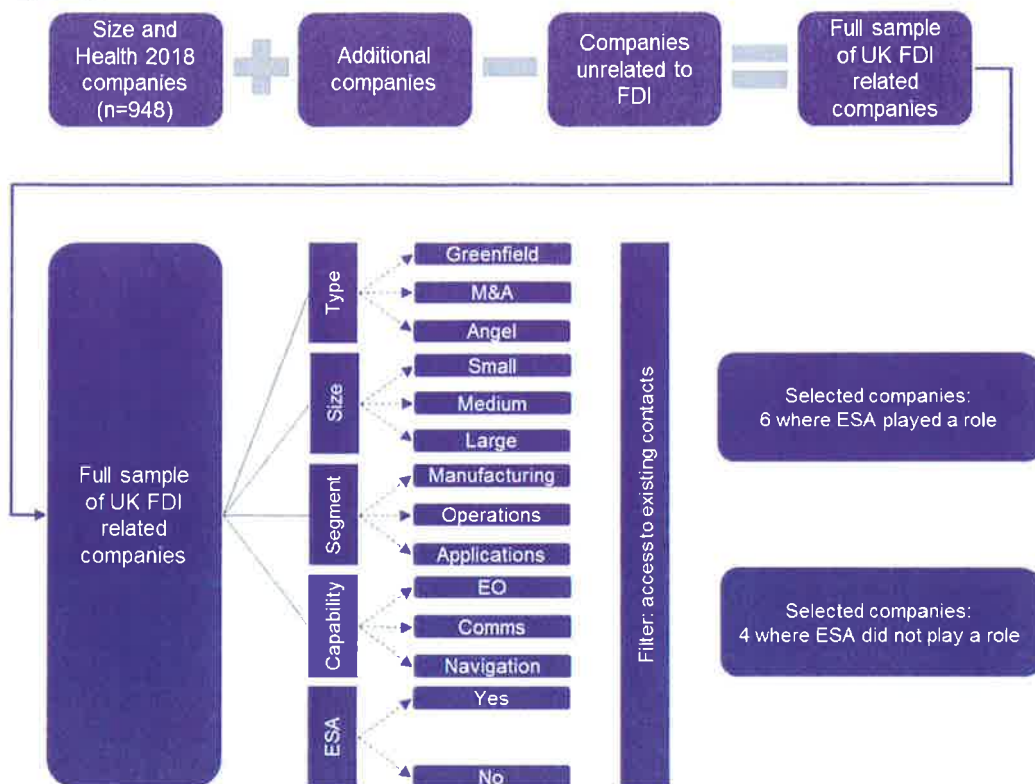 Size and
Health 2018
companies
(n=948)
Additional
companies
Companies
unrelated to
FDI
Full sample
of UK FDI
related
companies
Full sample
of UK FDI
related
companies
Type
Greenfield
M&A
Angel
Size
Small
Medium
Large
Segment
Manufacturing
Operations
Applications
Capability
EO
Comms
Navigation
ESA
Yes
No
Filter: access to existing contacts
Selected companies:
6 where ESA played a role
Selected companies:
4 where ESA did not play a role